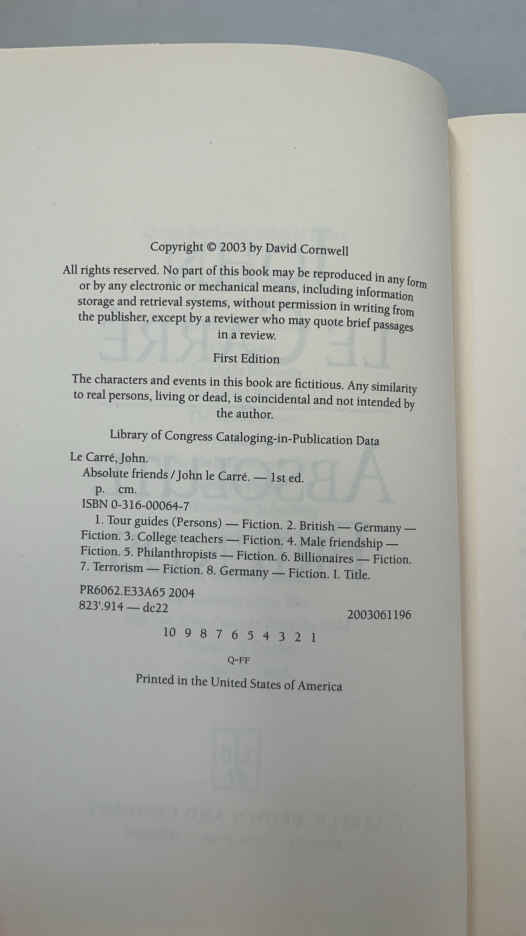 Copyright © 2003 by David Cornwell
All rights reserved. No part of this book may be reproduced in any form
or by any electronic or mechanical means, including information
storage and retrieval systems, without permission in writing from
the publisher, except by a reviewer who may quote brief passages
in a review.
First Edition
The characters and events in this book are fictitious. Any similarity
to real persons, living or dead, is coincidental and not intended by
the author.
Library of Congress Cataloging-in-Publication Data
Le Carré, John.
Absolute friends / John le Carré. — 1st ed.
p. cm.
ISBN 0-316-00064-7
1. Tour guides (Persons) — Fiction. 2. British — Germany —
Fiction. 3. College teachers — Fiction. 4. Male friendship —
Fiction. 5. Philanthropists — Fiction. 6. Billionaires — Fiction.
7. Terrorism — Fiction. 8. Germany — Fiction. I. Title.
PR6062.E33A65 2004
823'.914 — dc22 2003061196
10 9 8 7 6 5 4 3 2 1
Q-FF
Printed in the United States of America